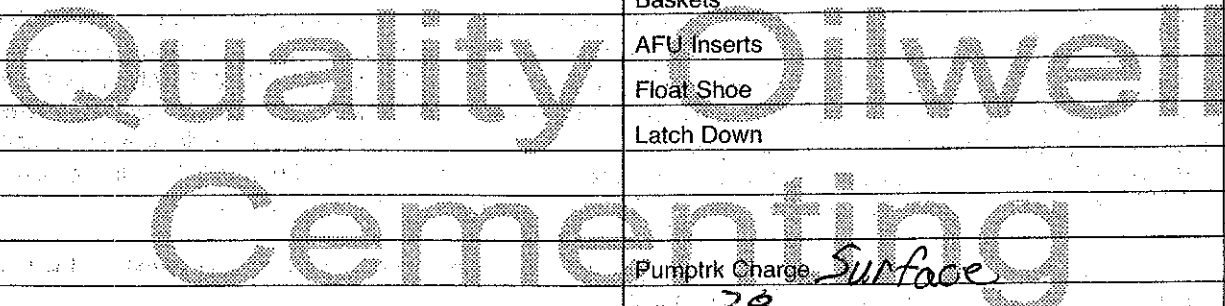 Baskets
Quality Oilwell
AFU Inserts
Float Shoe
Latch Down
Cementing
Pumptrk Charge Surface